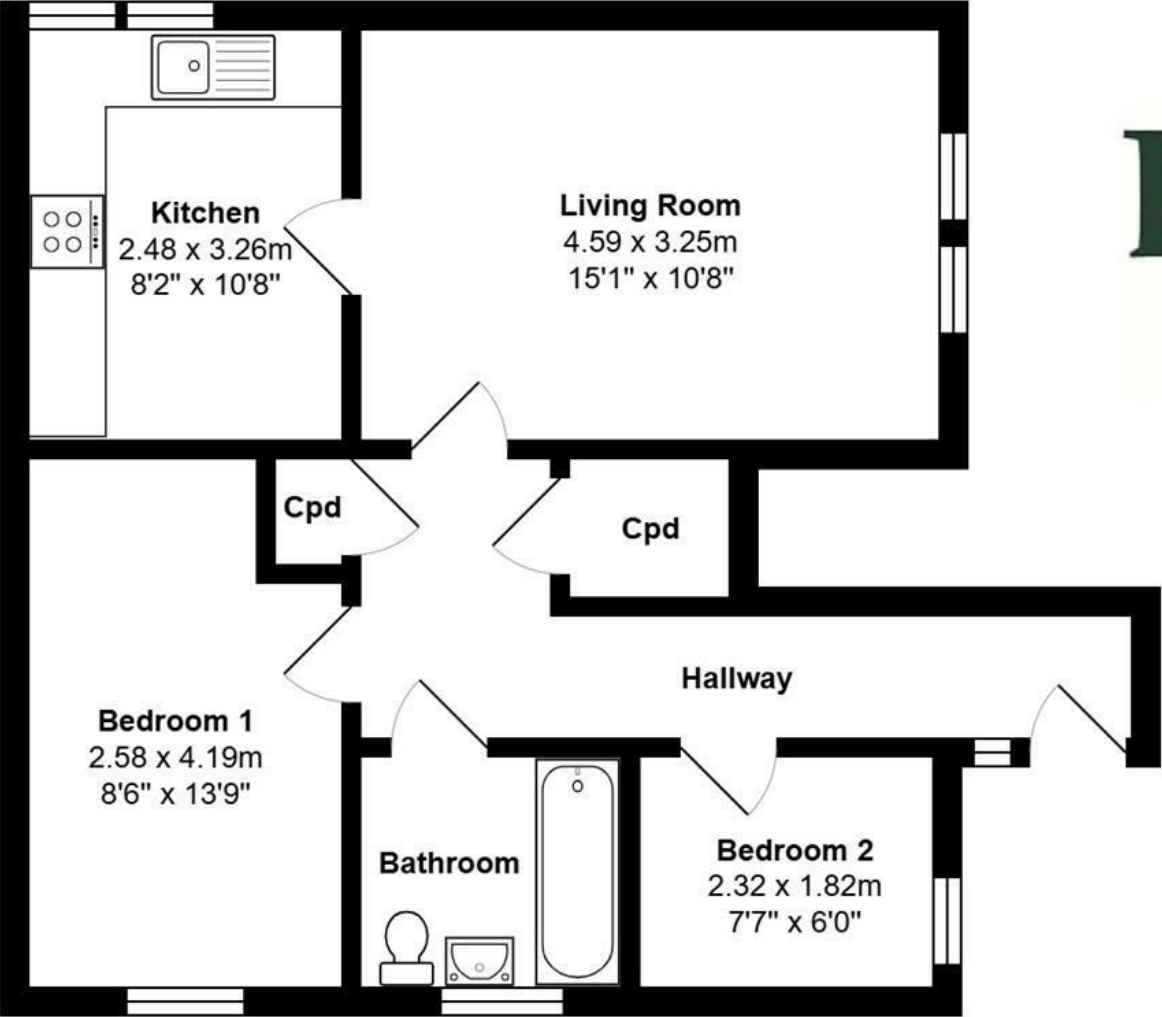 Kitchen
2.48 x 3.26m
8'2" x 10'8"
Living Room
4.59 x 3.25m
15'1" x 10'8"
Cpd
Cpd
Hallway
Bedroom 1
2.58 x 4.19m
8'6" x 13'9"
Bathroom
Bedroom 2
2.32 x 1.82m
7'7" x 6'0"